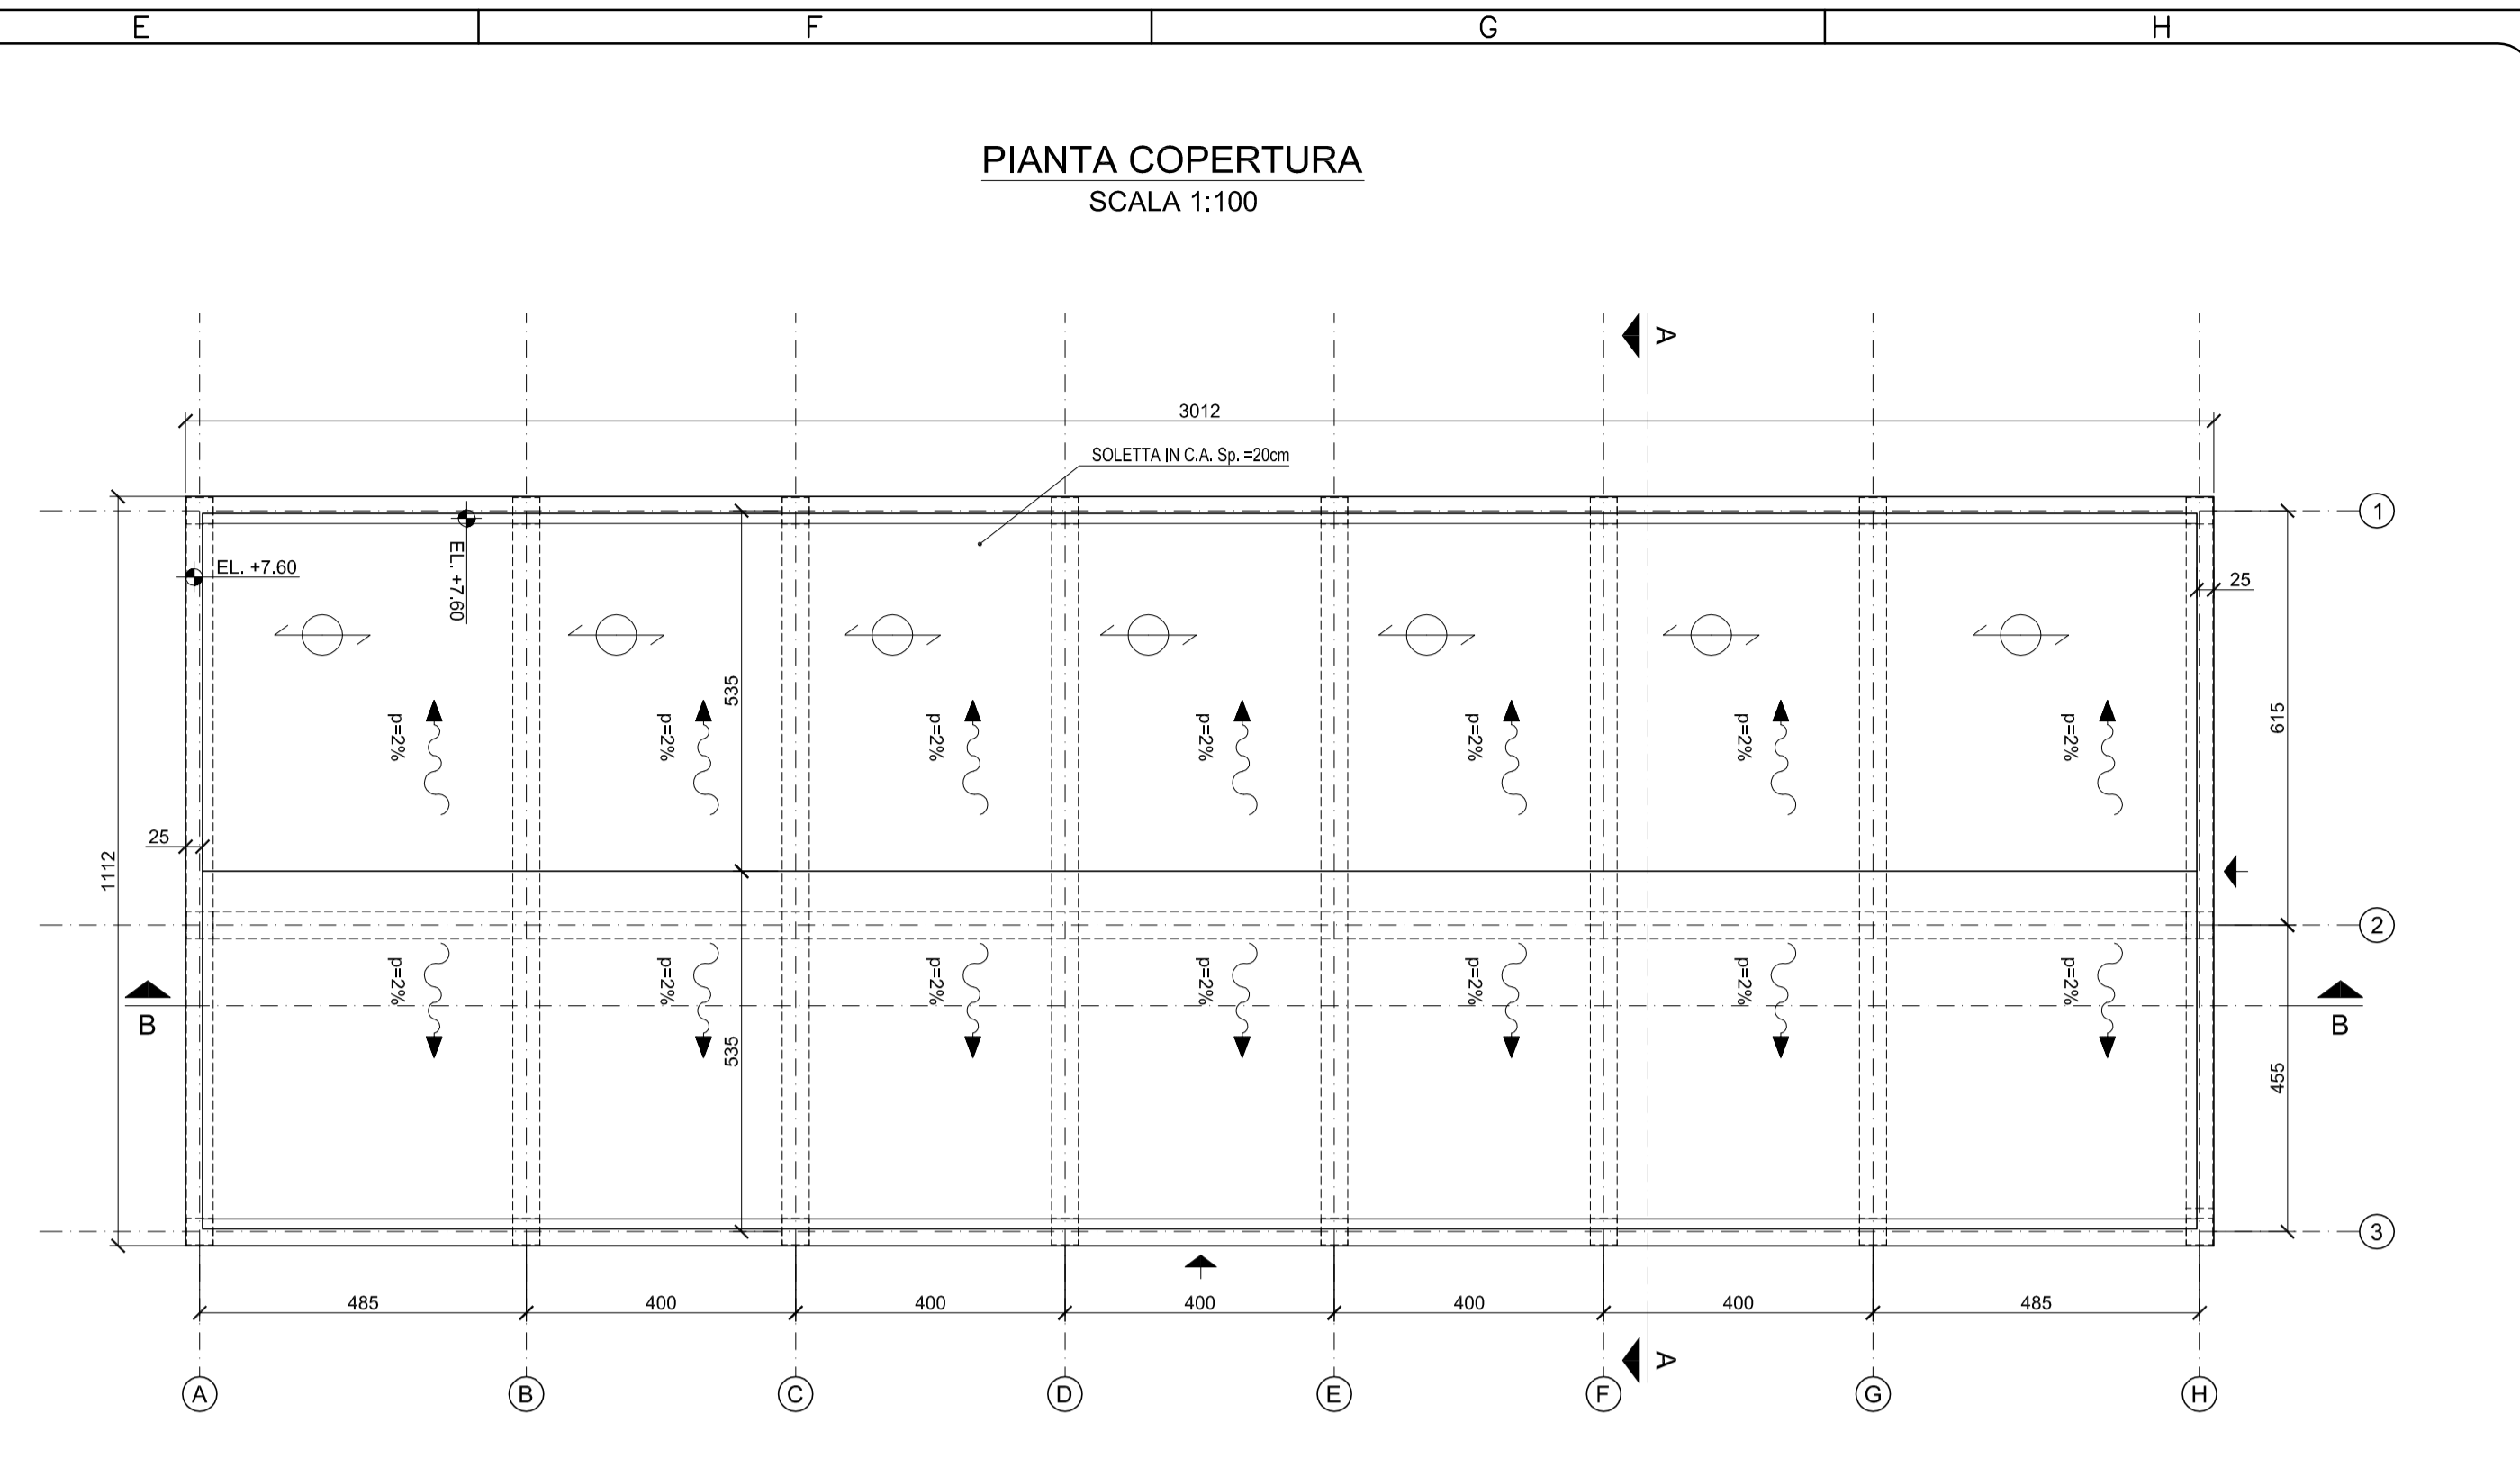 E F G H
PIANTA COPERTURA
SCALA 1:100
A
3012
SOLETTA IN C.A. Sp. =20cm
1
EL. +7.60
EL. +7.60
25
535
615
p=2% p=2% p=2% p=2% p=2% p=2% p=2%
25
1112
2
p=2% p=2% p=2% p=2% p=2% p=2% p=2%
B B
535
455
3
485 400 400 400 400 400 485
A
A B C D E F G H